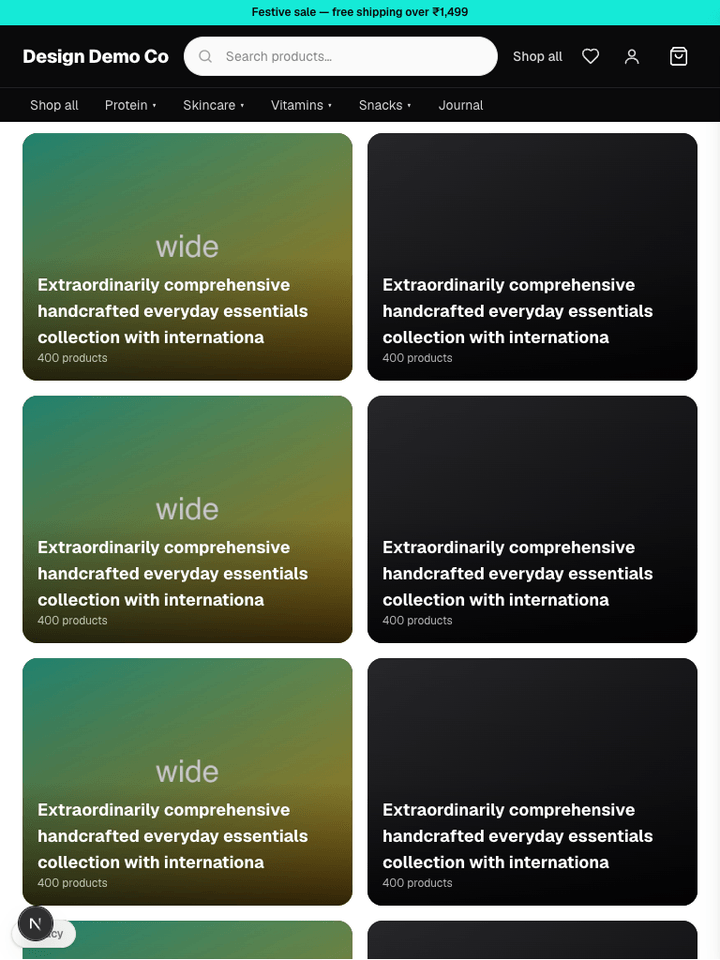 Festive sale — free shipping over ₹1,499
Design Demo Co
Search products...
Shop all
Shop all
Protein
Skincare
Vitamins
Snacks
Journal
wide
Extraordinarily comprehensive
handcrafted everyday essentials
collection with internationa
400 products
Extraordinarily comprehensive
handcrafted everyday essentials
collection with internationa
400 products
wide
Extraordinarily comprehensive
handcrafted everyday essentials
collection with internationa
400 products
Extraordinarily comprehensive
handcrafted everyday essentials
collection with internationa
400 products
wide
Extraordinarily comprehensive
handcrafted everyday essentials
collection with internationa
400 products
Extraordinarily comprehensive
handcrafted everyday essentials
collection with internationa
400 products
N